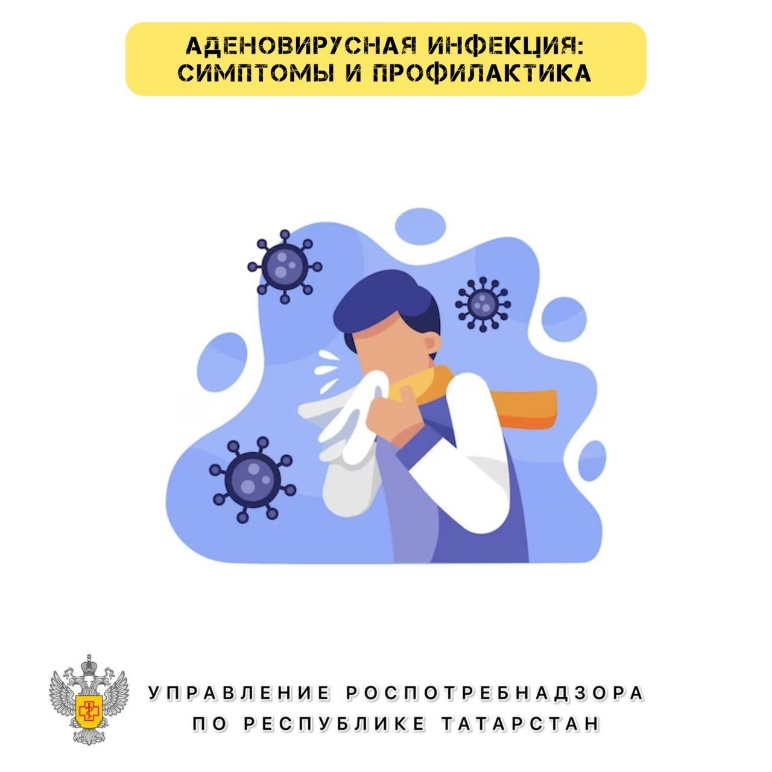 АДЕНОВИРУСНАЯ ИНФЕКЦИЯ:
СИМПТОМЫ И ПРОФИЛАКТИКА
УПРАВЛЕНИЕ РОСПОТРЕБНАДЗОРА
ПО РЕСПУБЛИКЕ ТАТАРСТАН